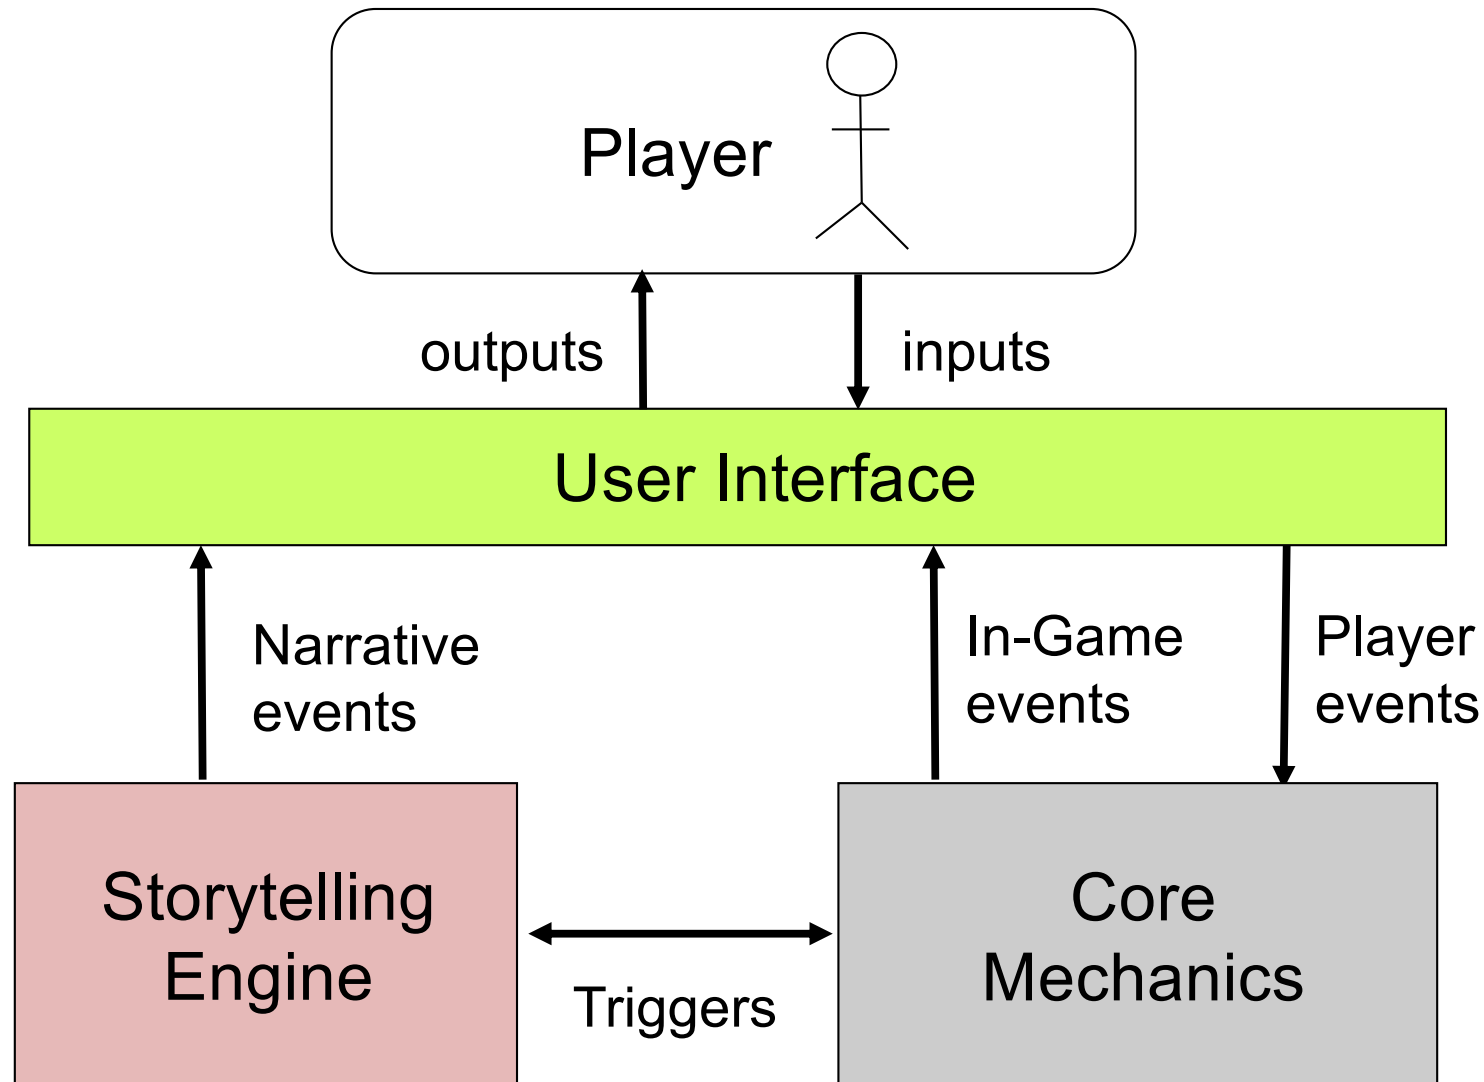 Player
outputs
inputs
User Interface
Narrative
events
In-Game
events
Player
events
Storytelling
Engine
Triggers
Core
Mechanics